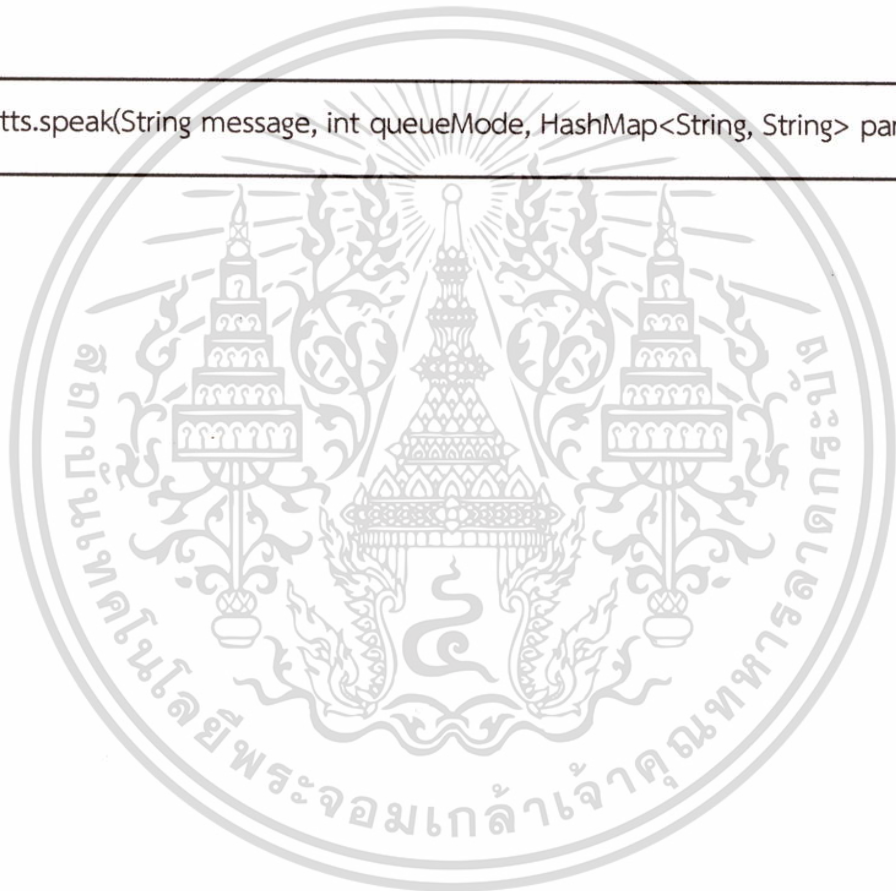 tts.speak(String message, int queueMode, HashMap<String, String> par
สถาบันเทคโนโลยีพระจอมเกล้าเจ้าคุณทหารลาดกระบัง
๔